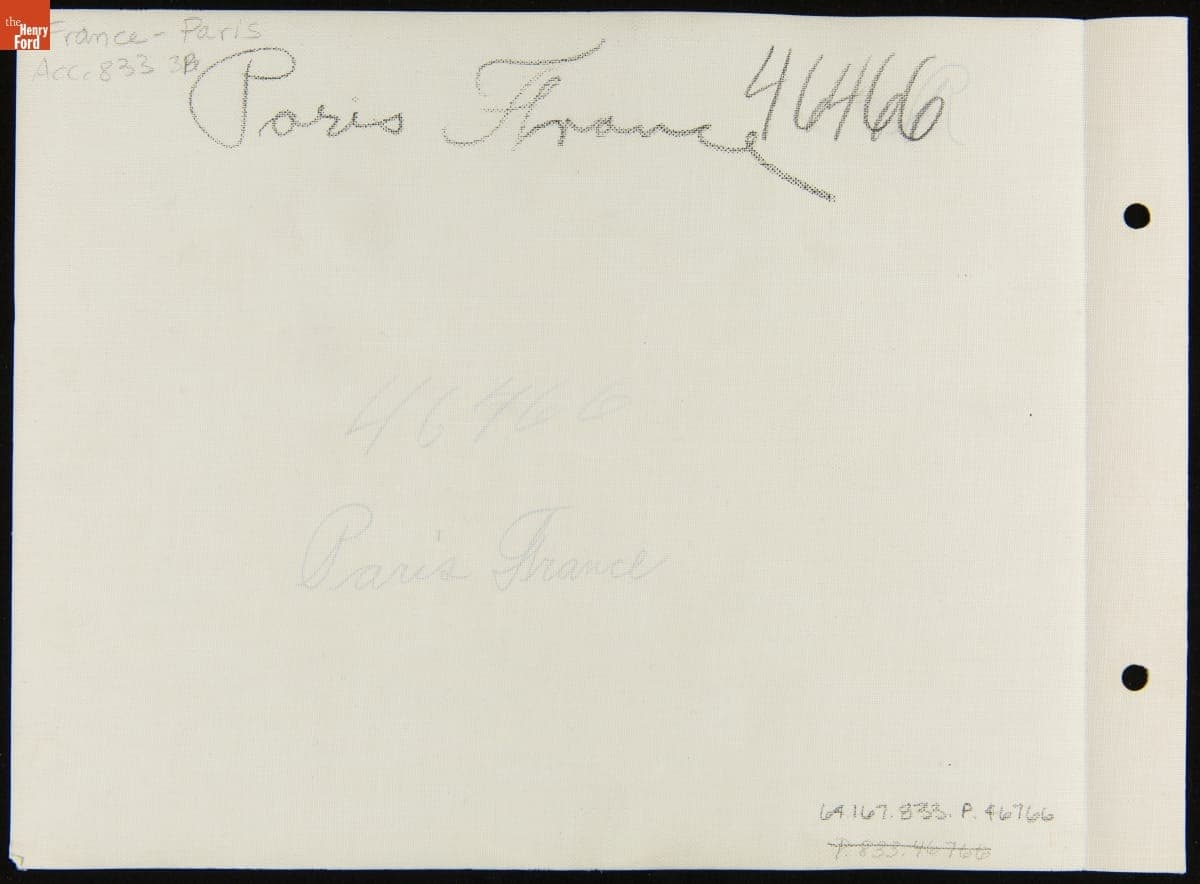 the Henry Ford
France - Paris
Acc. 833
Paris France 46466
46466
Paris France
64.167.833.P.46766
P.833.46766